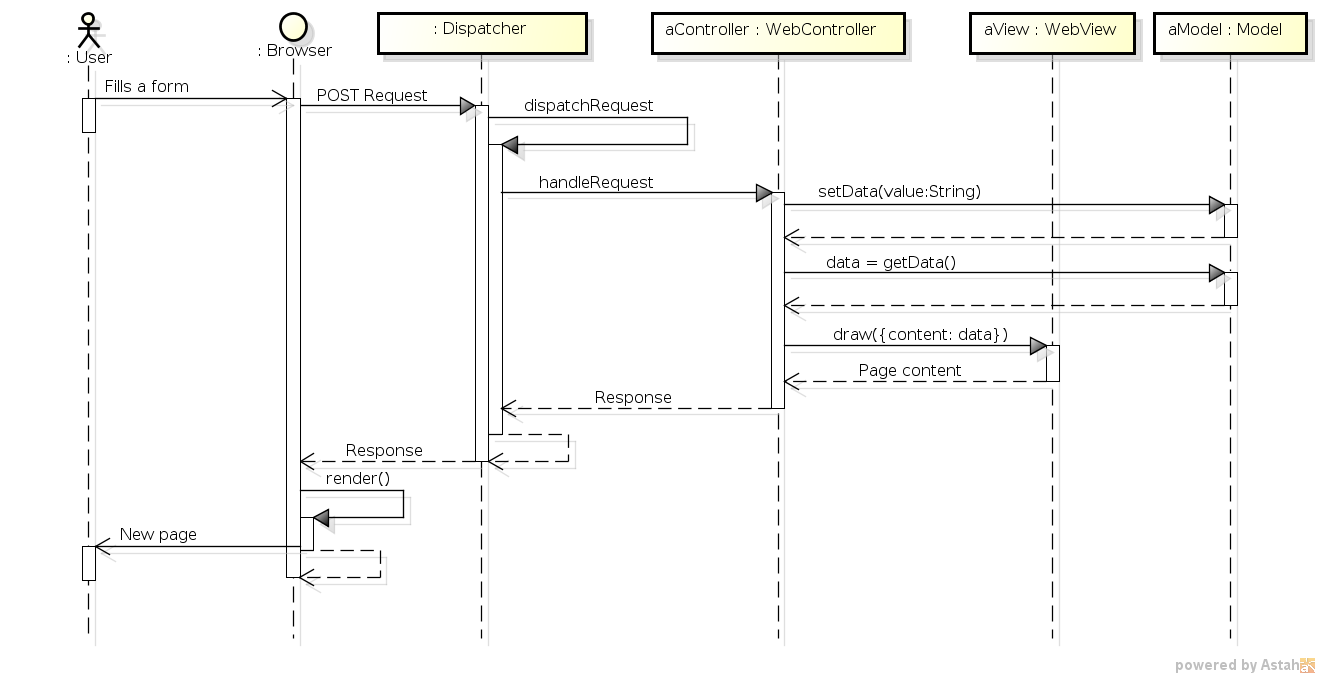 : User
: Browser
: Dispatcher
aController : WebController
aView : WebView
aModel : Model
Fills a form
POST Request
dispatchRequest
handleRequest
setData(value:String)
data = getData()
draw({content: data})
Page content
Response
Response
render()
New page
powered by Astah